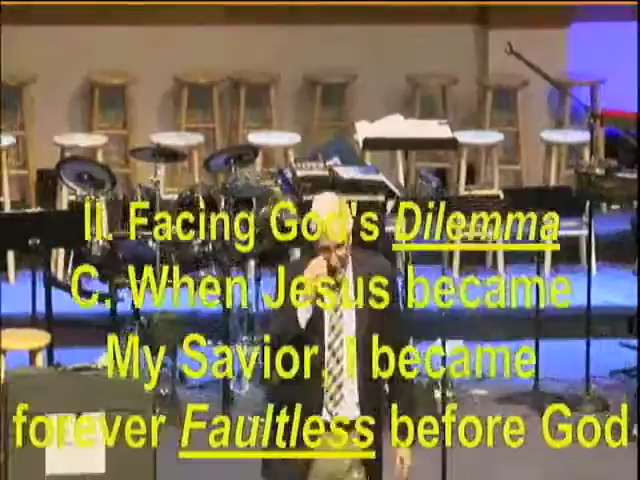 II. Facing God's Dilemma
C. When Jesus became
My Savior, I became
forever Faultless before God